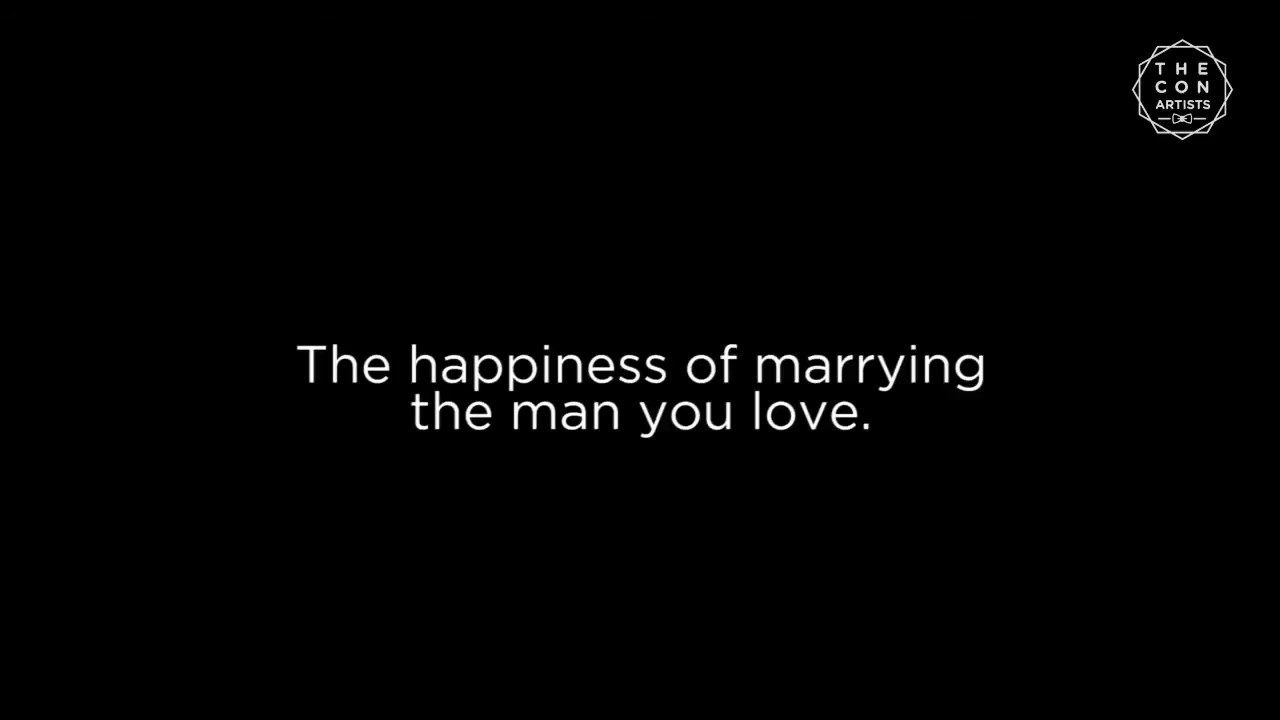 THE
CON
ARTISTS
The happiness of marrying
the man you love.